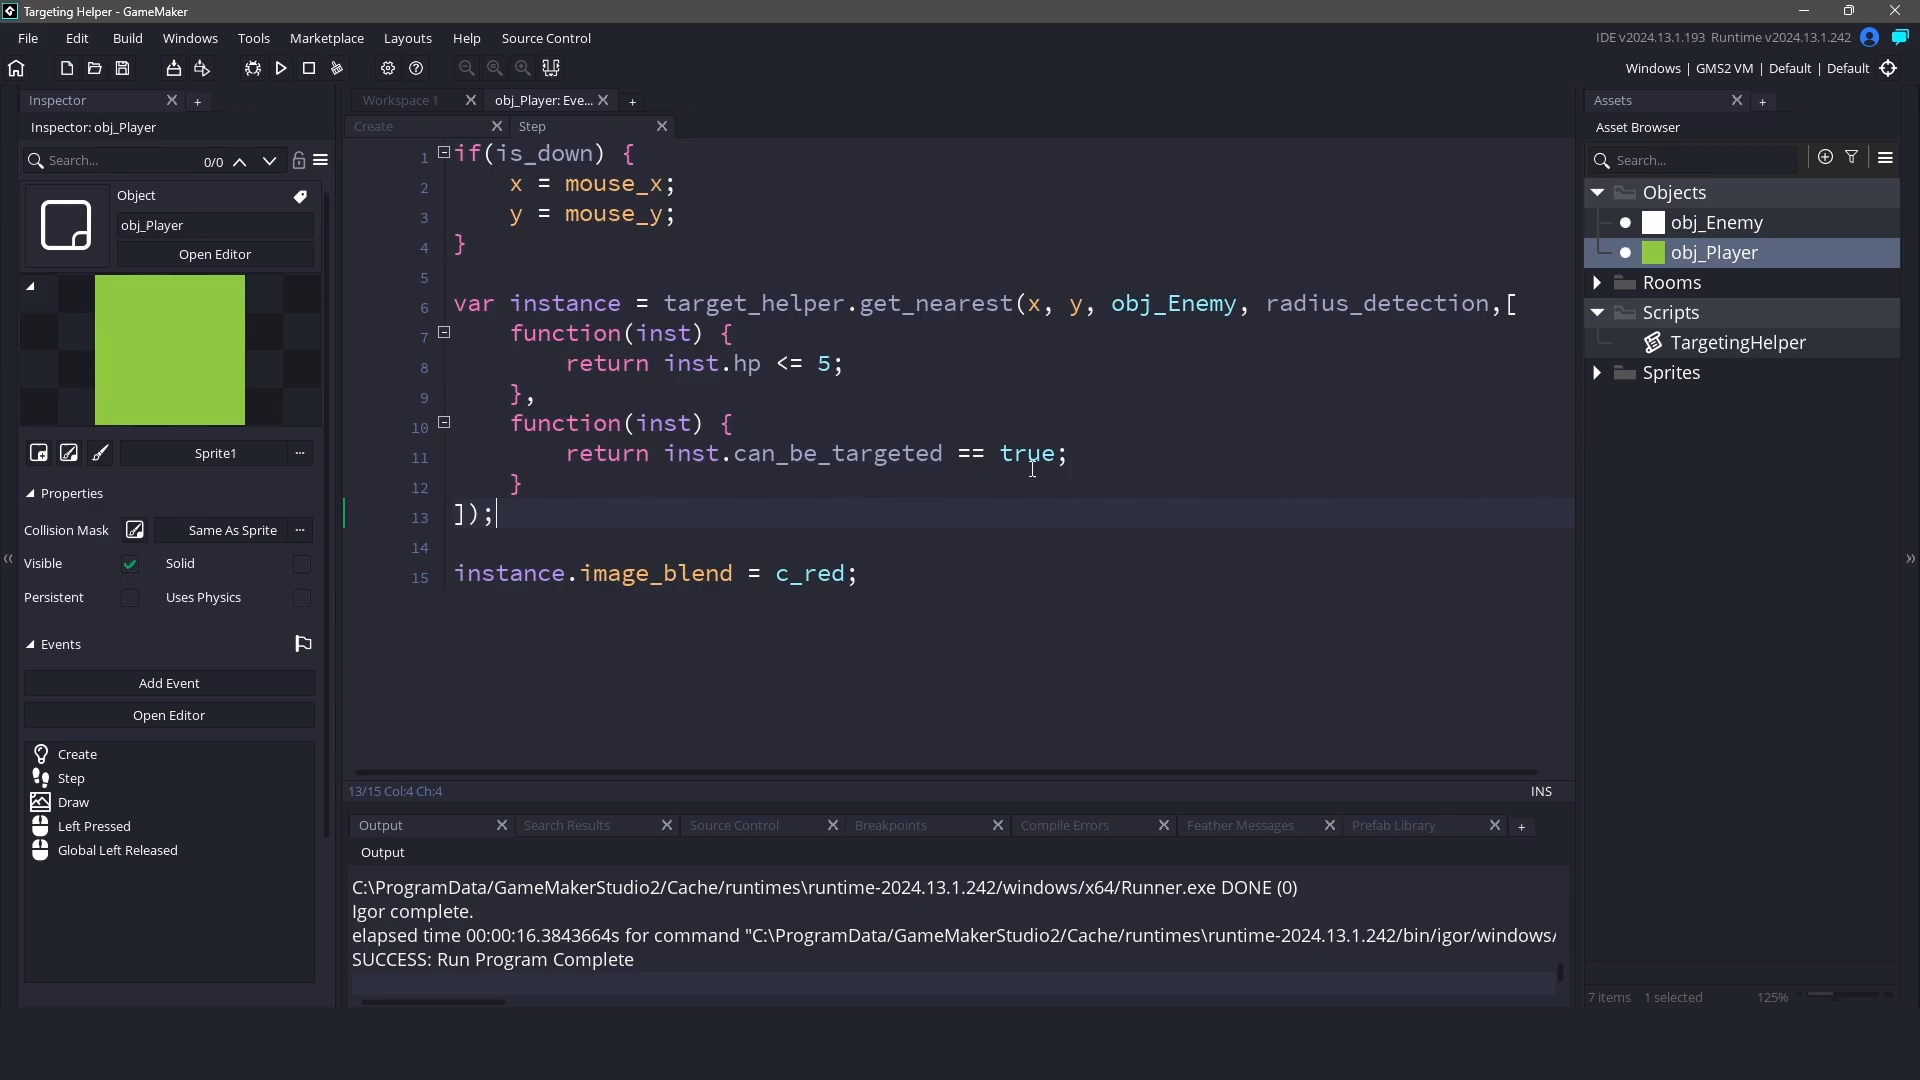 Targeting Helper - GameMaker
File Edit Build Windows Tools Marketplace Layouts Help Source Control
IDE v2024.13.1.193 Runtime v2024.13.1.242
Windows | GMS2 VM | Default | Default
Inspector
Inspector: obj_Player
Search... 0/0
Object
obj_Player
Open Editor
Sprite1 ...
Properties
Collision Mask Same As Sprite ...
Visible Solid
Persistent Uses Physics
Events
Add Event
Open Editor
Create
Step
Draw
Left Pressed
Global Left Released
Workspace 1 obj_Player: Eve...
Create Step
1 if(is_down) {
2 x = mouse_x;
3 y = mouse_y;
4 }
5
6 var instance = target_helper.get_nearest(x, y, obj_Enemy, radius_detection,[
7 function(inst) {
8 return inst.hp <= 5;
9 },
10 function(inst) {
11 return inst.can_be_targeted == true;
12 }
13 ]);
14
15 instance.image_blend = c_red;
13/15 Col:4 Ch:4 INS
Output Search Results Source Control Breakpoints Compile Errors Feather Messages Prefab Library
Output
C:\ProgramData/GameMakerStudio2/Cache/runtimes\runtime-2024.13.1.242/windows/x64/Runner.exe DONE (0)
Igor complete.
elapsed time 00:00:16.3843664s for command "C:\ProgramData/GameMakerStudio2/Cache/runtimes\runtime-2024.13.1.242/bin/igor/windows/
SUCCESS: Run Program Complete
Assets
Asset Browser
Search...
Objects
obj_Enemy
obj_Player
Rooms
Scripts
TargetingHelper
Sprites
7 items 1 selected 125%